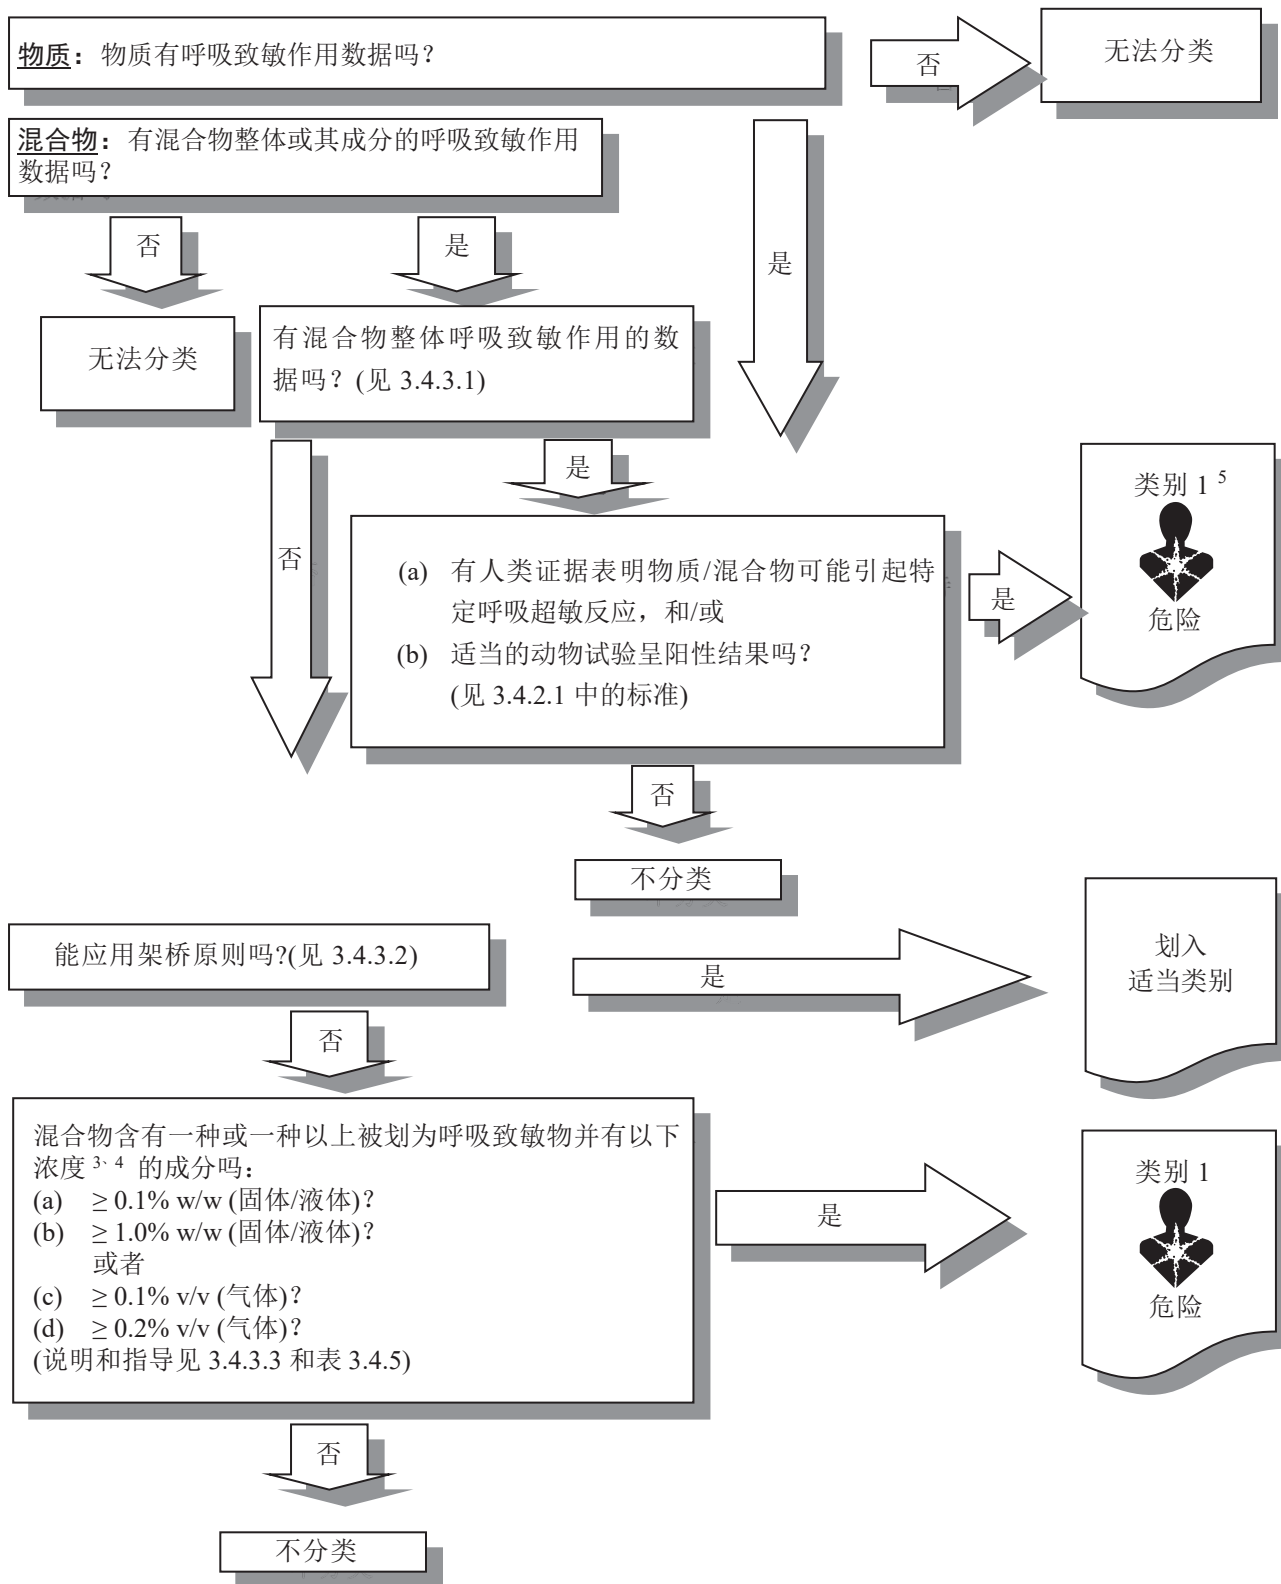 物质：物质有呼吸致敏作用数据吗？
否
无法分类
混合物：有混合物整体或其成分的呼吸致敏作用
数据吗？
否
是
是
无法分类
有混合物整体呼吸致敏作用的数
据吗？(见 3.4.3.1)
是
否
(a) 有人类证据表明物质/混合物可能引起特
定呼吸超敏反应，和/或
(b) 适当的动物试验呈阳性结果吗？
(见 3.4.2.1 中的标准)
是
类别 1 5
危险
否
不分类
能应用架桥原则吗?(见 3.4.3.2)
是
划入
适当类别
否
混合物含有一种或一种以上被划为呼吸致敏物并有以下
浓度 3、4 的成分吗：
(a) ≥ 0.1% w/w (固体/液体)？
(b) ≥ 1.0% w/w (固体/液体)？
或者
(c) ≥ 0.1% v/v (气体)？
(d) ≥ 0.2% v/v (气体)？
(说明和指导见 3.4.3.3 和表 3.4.5)
是
类别 1
危险
否
不分类